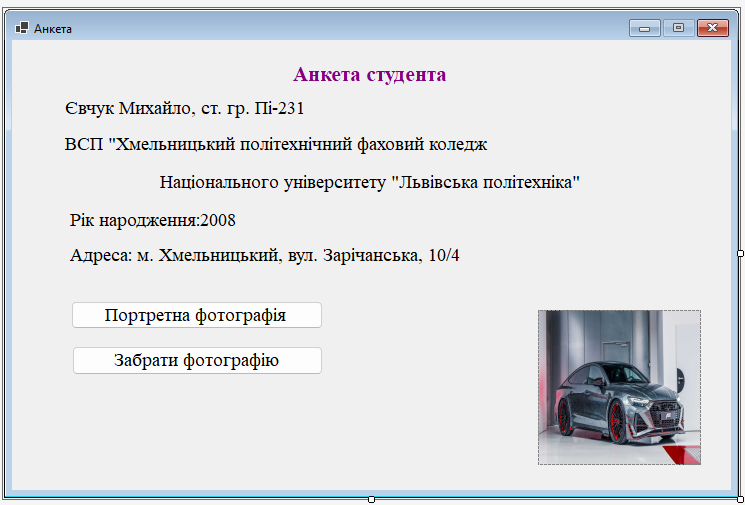 Анкета
Анкета студента
Євчук Михайло, ст. гр. Пі-231
ВСП "Хмельницький політехнічний фаховий коледж
Національного університету "Львівська політехніка"
Рік народження:2008
Адреса: м. Хмельницький, вул. Зарічанська, 10/4
Портретна фотографія
Забрати фотографію